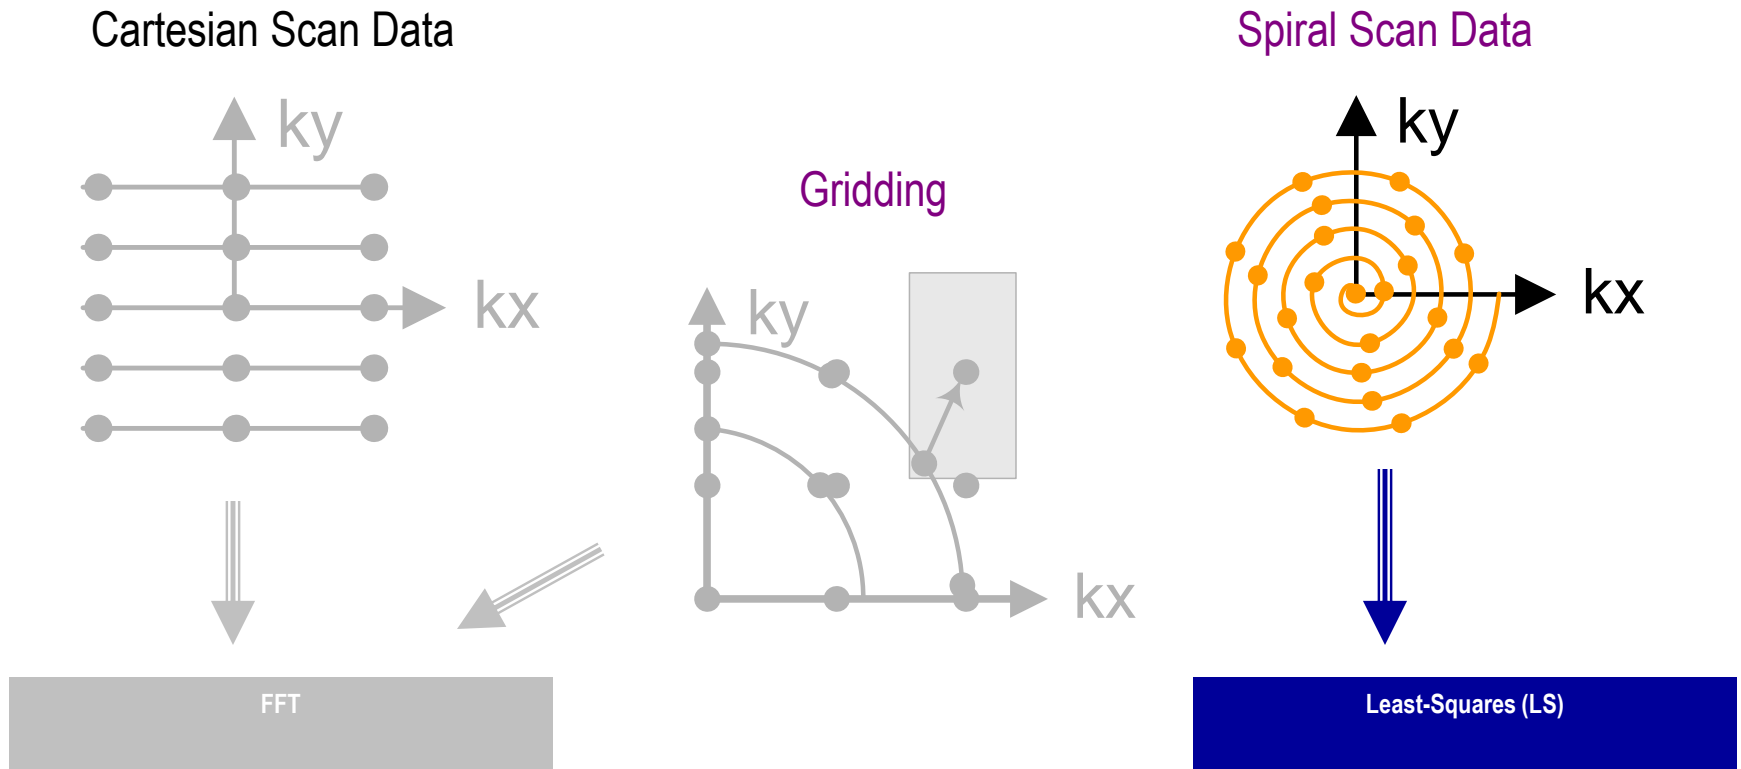 Cartesian Scan Data
Spiral Scan Data
ky
kx
Gridding
ky
kx
ky
kx
FFT
Least-Squares (LS)